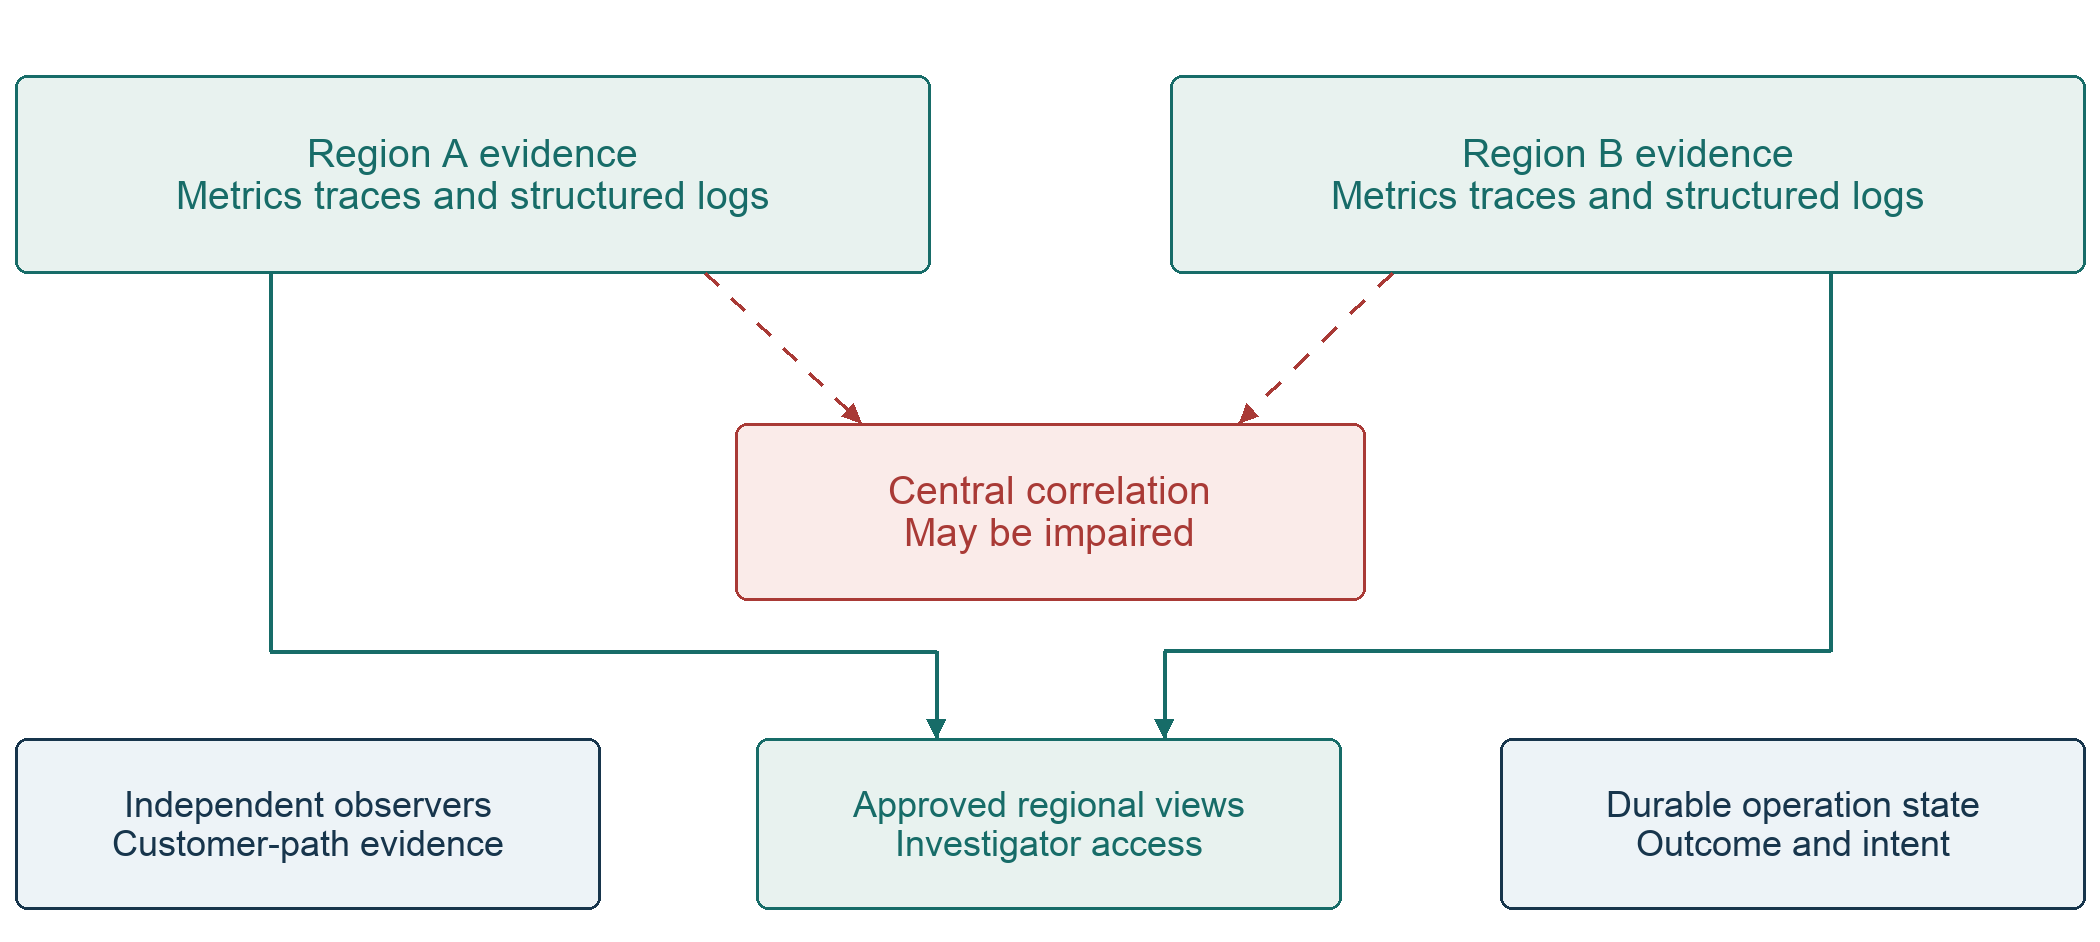 Region A evidence
Metrics traces and structured logs
Region B evidence
Metrics traces and structured logs
Central correlation
May be impaired
Independent observers
Customer-path evidence
Approved regional views
Investigator access
Durable operation state
Outcome and intent